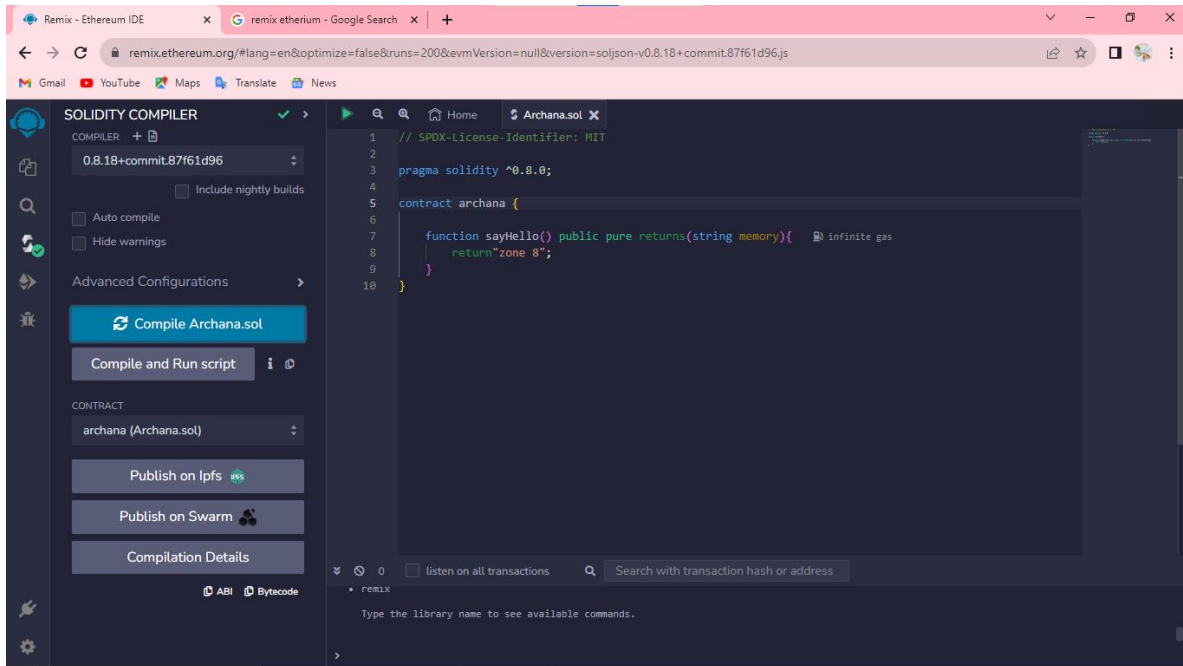 Remix - Ethereum IDE
remix etherium - Google Search
remix.ethereum.org/#lang=en&optimize=false&runs=200&evmVersion=null&version=soljson-v0.8.18+commit.87f61d96.js
Gmail YouTube Maps Translate News
SOLIDITY COMPILER
COMPILER
0.8.18+commit.87f61d96
Include nightly builds
Auto compile
Hide warnings
Advanced Configurations
Compile Archana.sol
Compile and Run script
CONTRACT
archana (Archana.sol)
Publish on Ipfs IPFS
Publish on Swarm
Compilation Details
ABI Bytecode
Home Archana.sol
1 // SPDX-License-Identifier: MIT
2
3 pragma solidity ^0.8.0;
4
5 contract archana {
6
7 function sayHello() public pure returns(string memory){ infinite gas
8 return"zone 8";
9 }
10 }
0 listen on all transactions Search with transaction hash or address
• remix
Type the library name to see available commands.
>